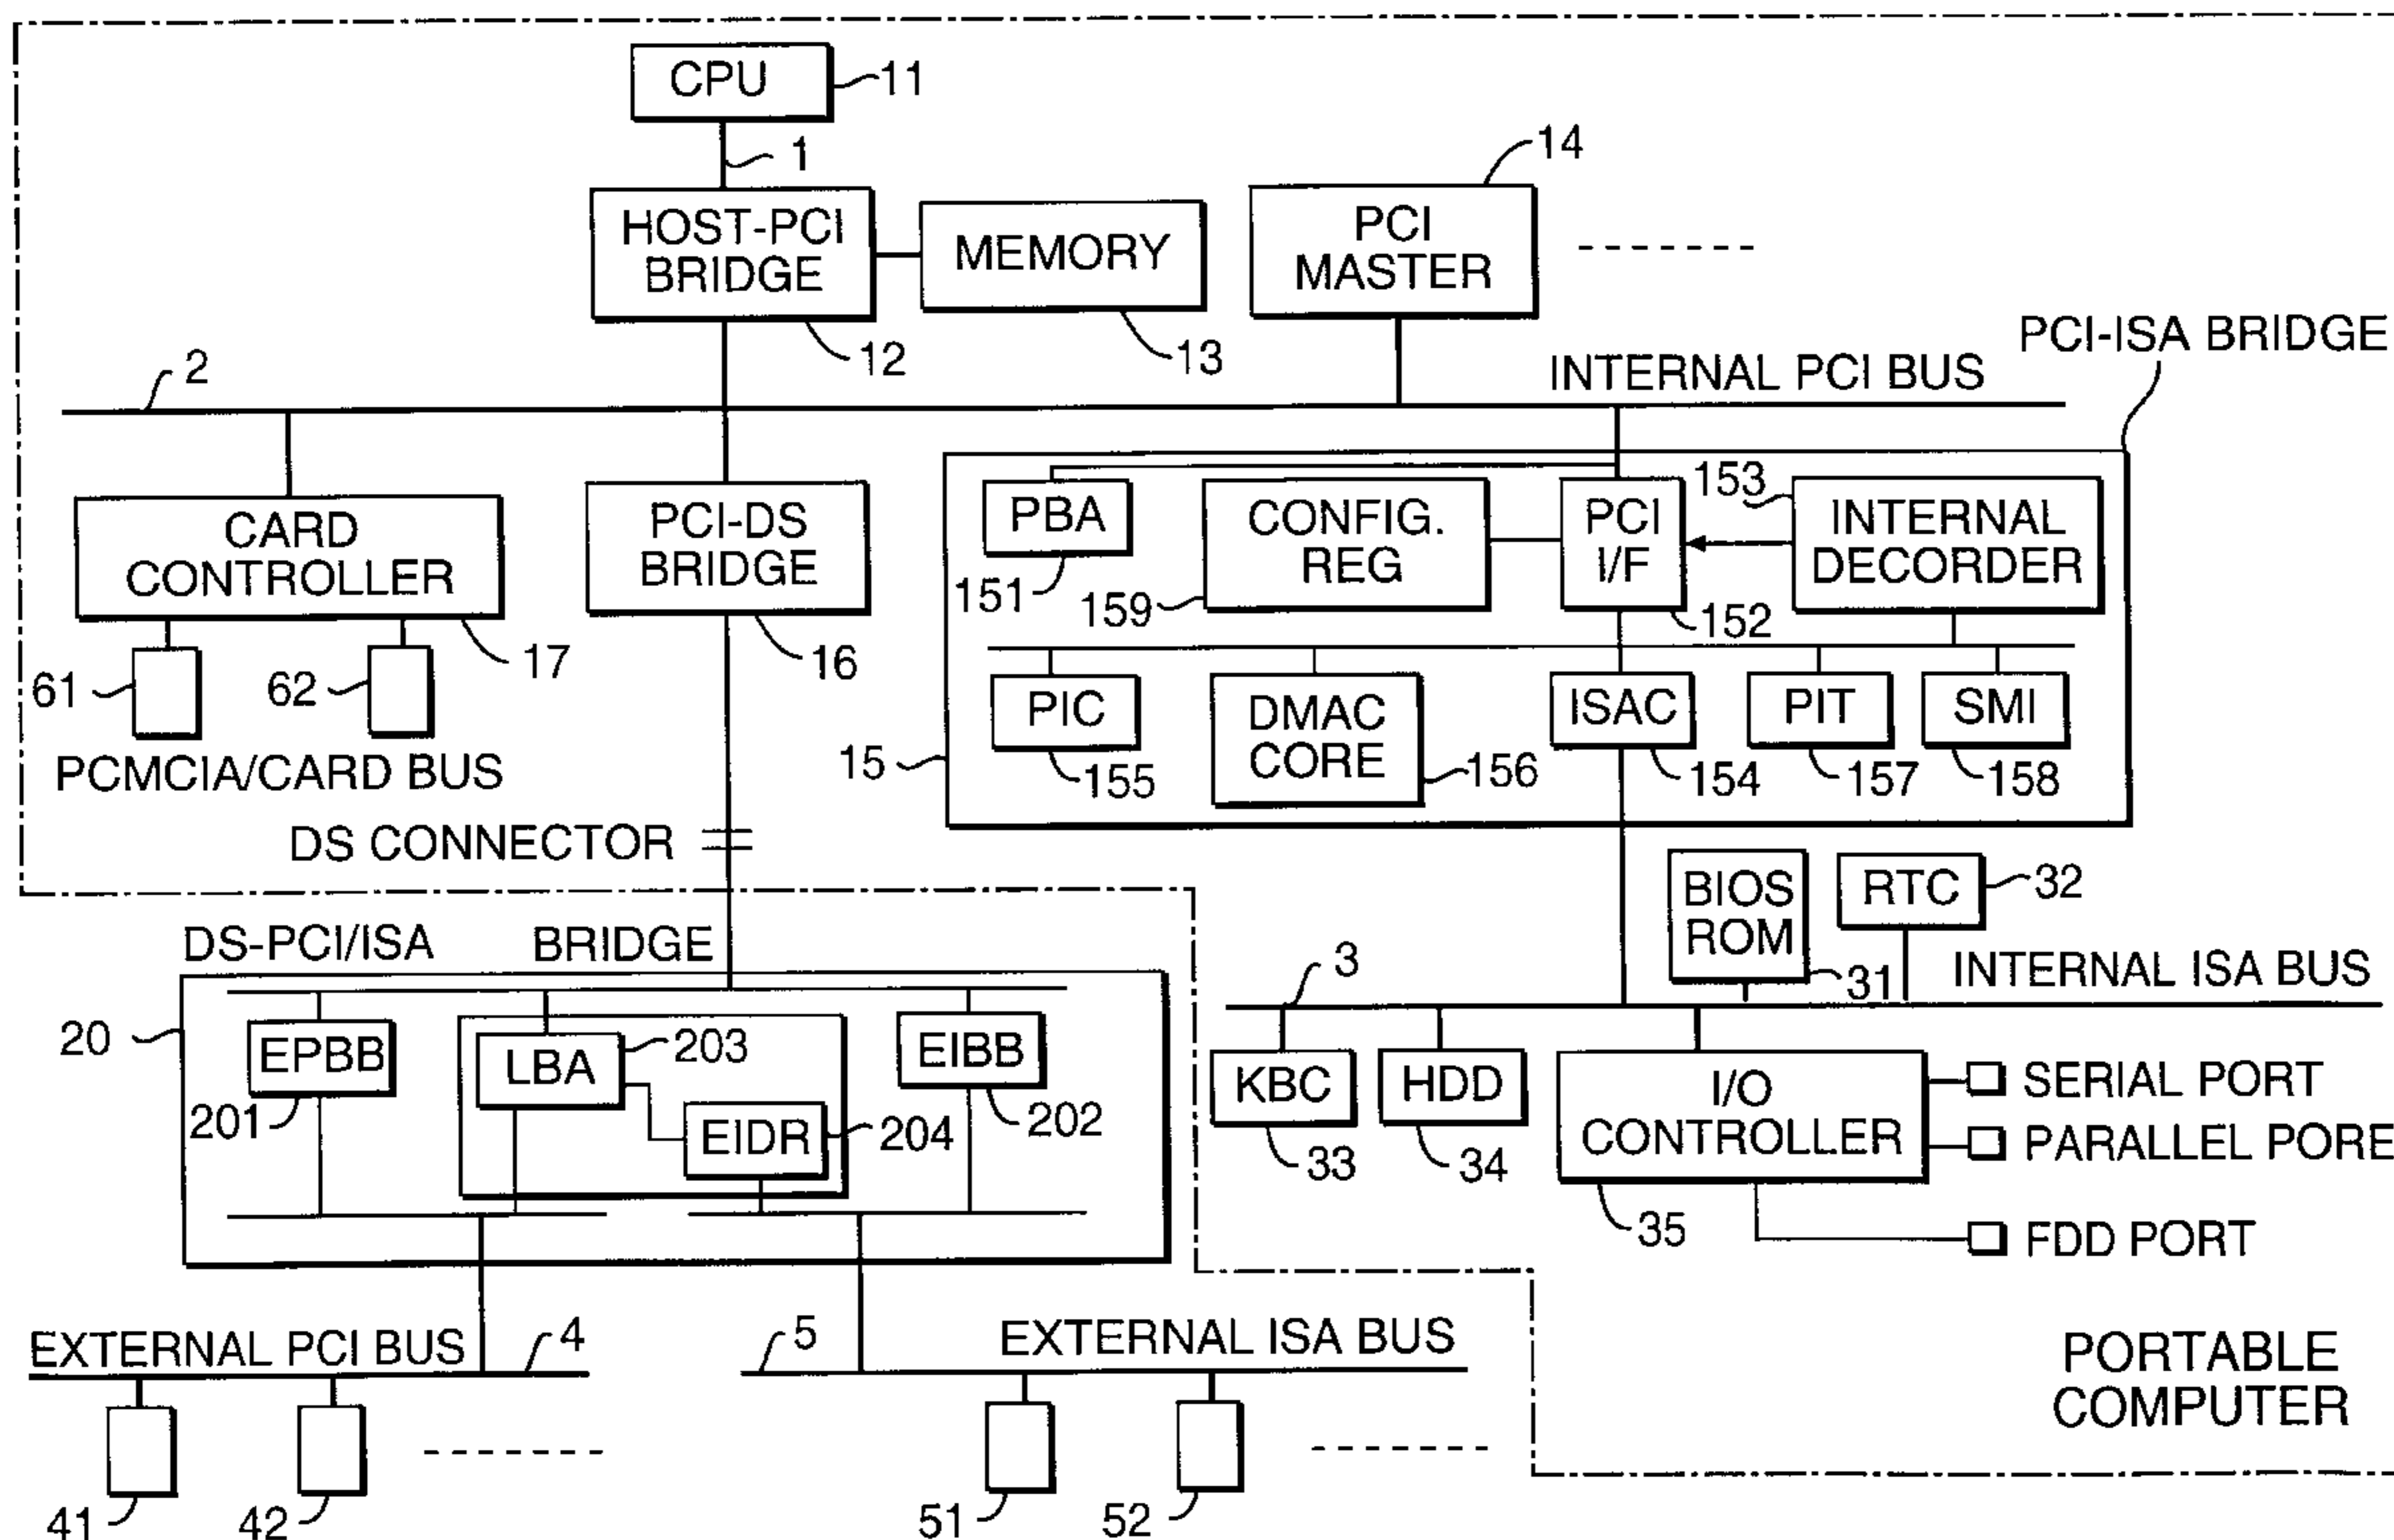 CPU
11
1
14
HOST-PCI
BRIDGE
MEMORY
PCI
MASTER
12
13
PCI-ISA BRIDGE
2
INTERNAL PCI BUS
CARD
CONTROLLER
PCI-DS
BRIDGE
PBA
CONFIG.
REG
PCI
I/F
153
INTERNAL
DECORDER
151
159
152
61
62
17
16
PIC
DMAC
CORE
ISAC
PIT
SMI
PCMCIA/CARD BUS
15
155
156
154
157
158
DS CONNECTOR
BIOS
ROM
RTC
32
31
DS-PCI/ISA BRIDGE
3
INTERNAL ISA BUS
20
EPBB
LBA
203
EIBB
201
EIDR
204
202
KBC
HDD
I/O
CONTROLLER
SERIAL PORT
PARALLEL PORE
33
34
35
FDD PORT
EXTERNAL PCI BUS
4
5
EXTERNAL ISA BUS
PORTABLE
COMPUTER
41
42
51
52